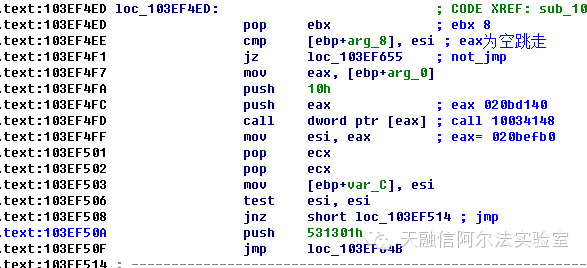 .text:103EF4ED loc_103EF4ED: ; CODE XREF: sub_10
.text:103EF4ED pop ebx ; ebx 8
.text:103EF4EE cmp [ebp+arg_8], esi ; eax为空跳走
.text:103EF4F1 jz loc_103EF655 ; not_jmp
.text:103EF4F7 mov eax, [ebp+arg_0]
.text:103EF4FA push 10h
.text:103EF4FC push eax ; eax 020bd140
.text:103EF4FD call dword ptr [eax] ; call 10034148
.text:103EF4FF mov esi, eax ; eax= 020befb0
.text:103EF501 pop ecx
.text:103EF502 pop ecx
.text:103EF503 mov [ebp+var_C], esi
.text:103EF506 test esi, esi
.text:103EF508 jnz short loc_103EF514 ; jmp
.text:103EF50A push 531301h
.text:103EF50F jmp loc_103EF64B
.text:103EF514 ;
天融信阿尔法实验室